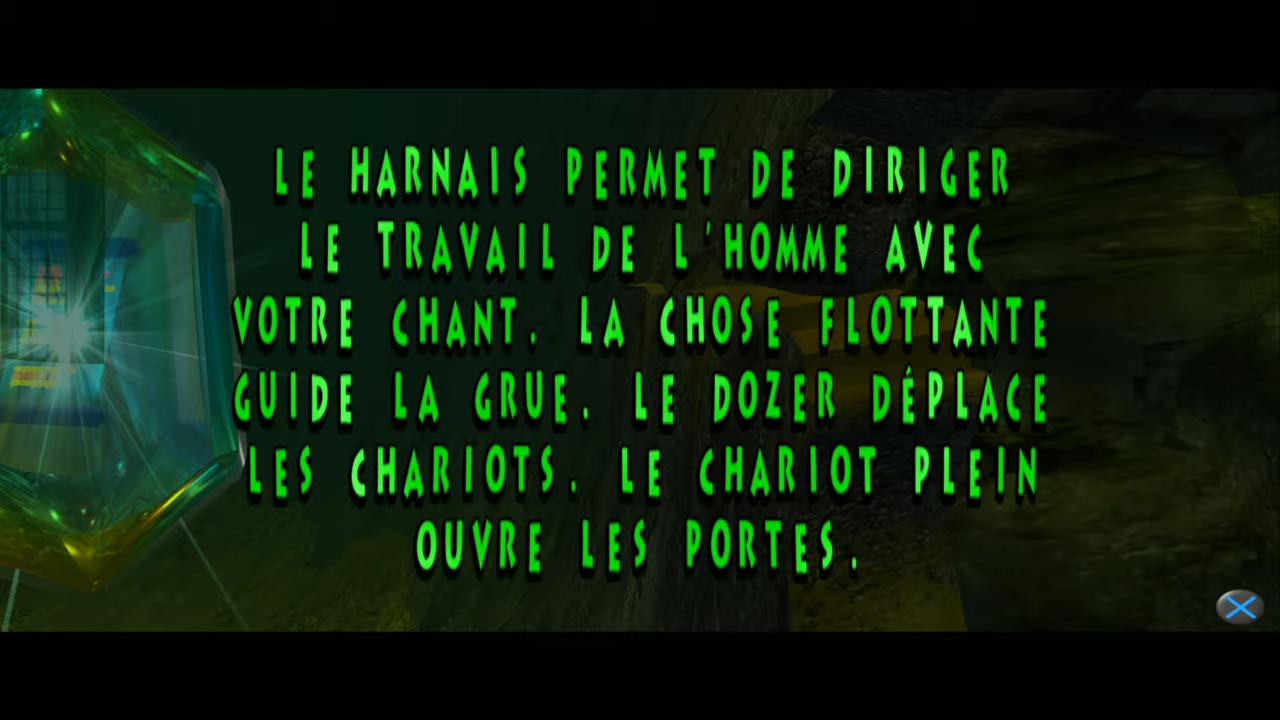 LE HARNAIS PERMET DE DIRIGER
LE TRAVAIL DE L'HOMME AVEC
VOTRE CHANT. LA CHOSE FLOTTANTE
GUIDE LA GRUE. LE DOZER DÉPLACE
LES CHARIOTS. LE CHARIOT PLEIN
OUVRE LES PORTES.